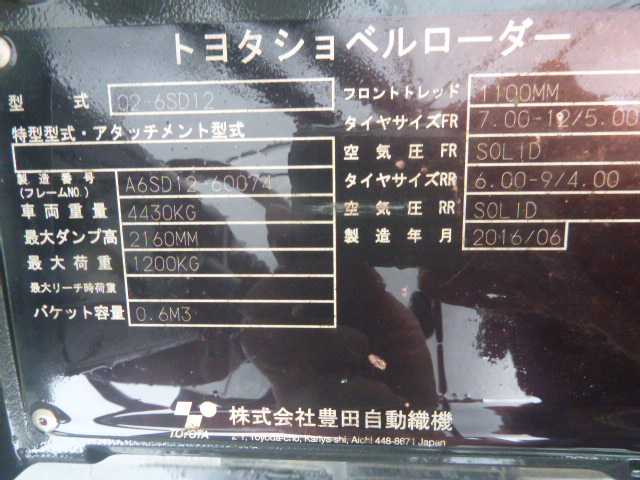 トヨタショベルローダー
型 式 02-6SD12
特型型式・アタッチメント型式
製造番号 (フレームNO.) A6SD12-60074
車両重量 4430KG
最大ダンプ高 2160MM
最大荷重 1200KG
最大リーチ時荷重
バケット容量 0.6M3
フロントトレッド 1100MM
タイヤサイズFR 7.00-12/5.00
空気圧 FR SOLID
タイヤサイズRR 6.00-9/4.00
空気圧 RR SOLID
製造年月 2016/06
TOYOTA
株式会社豊田自動織機
2-1, Toyoda-cho, Kariya-shi, Aichi 448-8671 Japan